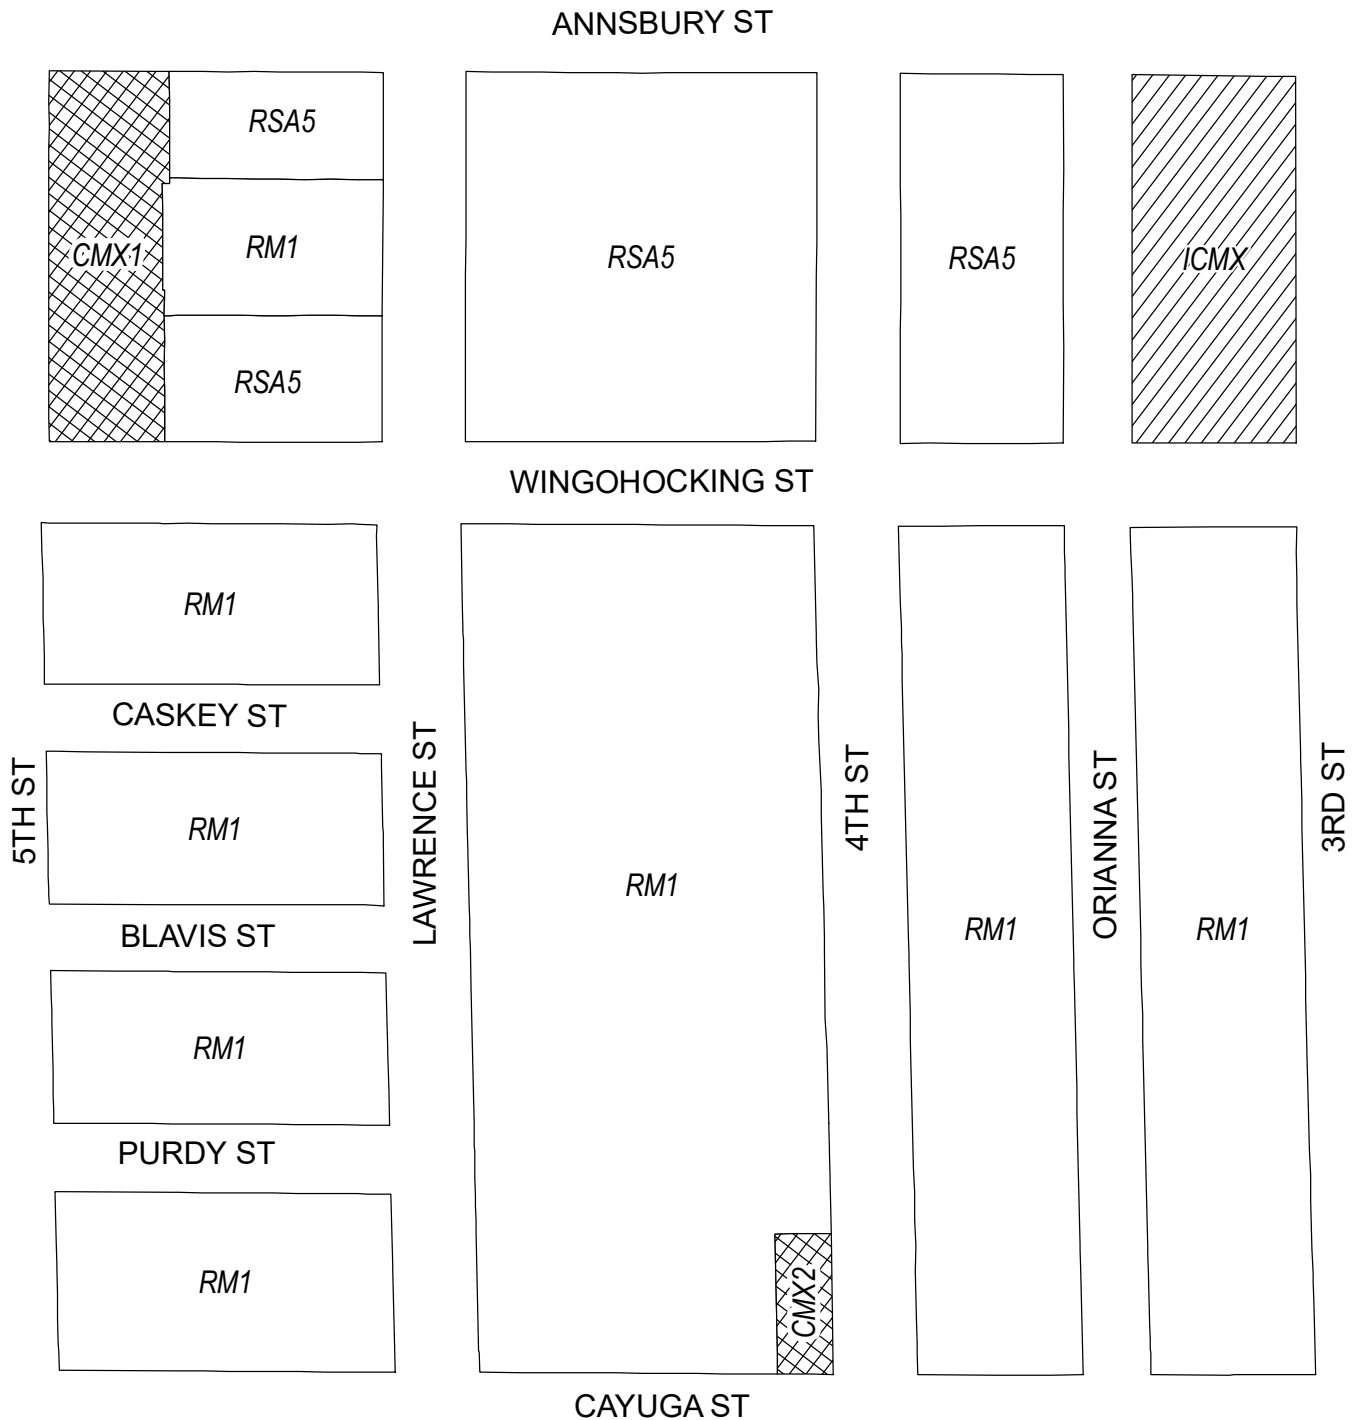 ANNSBURY ST
RSA5
CMX1
RM1
RSA5
RSA5
RSA5
ICMX
WINGOHOCKING ST
RM1
CASKEY ST
5TH ST
RM1
LAWRENCE ST
RM1
4TH ST
RM1
ORIANNA ST
RM1
3RD ST
BLAVIS ST
RM1
PURDY ST
RM1
CMX2
CAYUGA ST